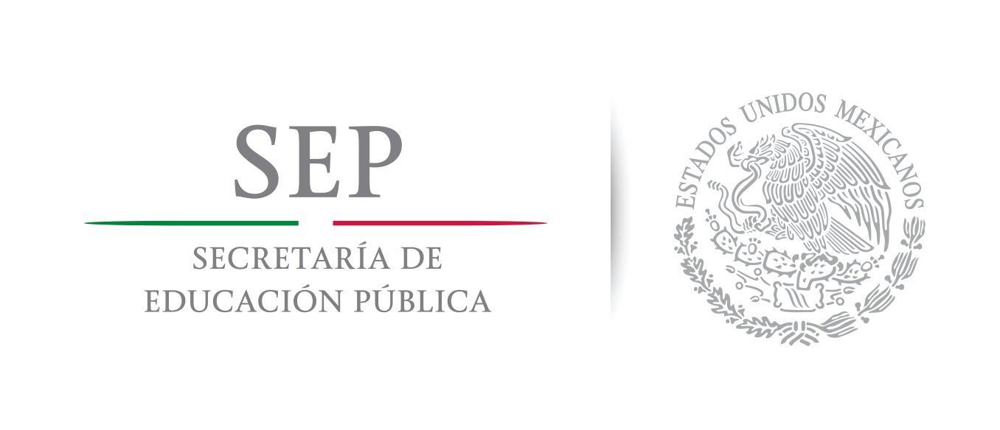 SEP
SECRETARÍA DE
EDUCACIÓN PÚBLICA
ESTADOS UNIDOS MEXICANOS